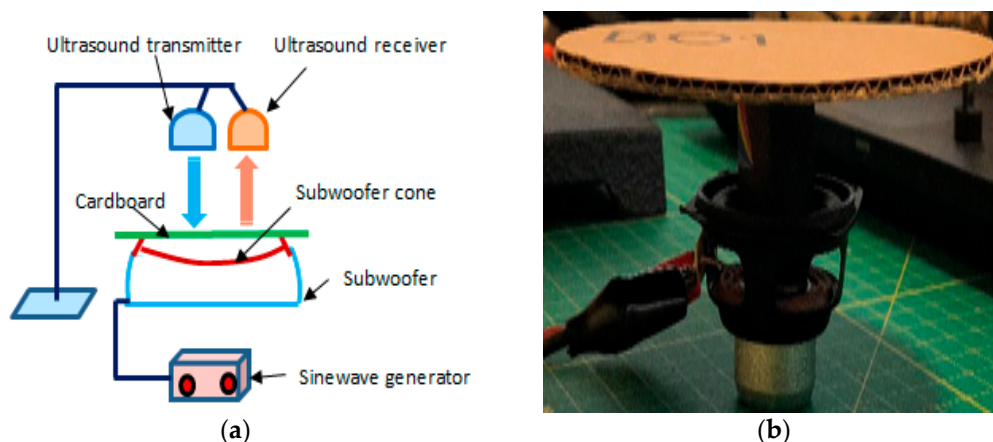 Ultrasound transmitter
Ultrasound receiver
Cardboard
Subwoofer cone
Subwoofer
Sinewave generator
(a)
(b)